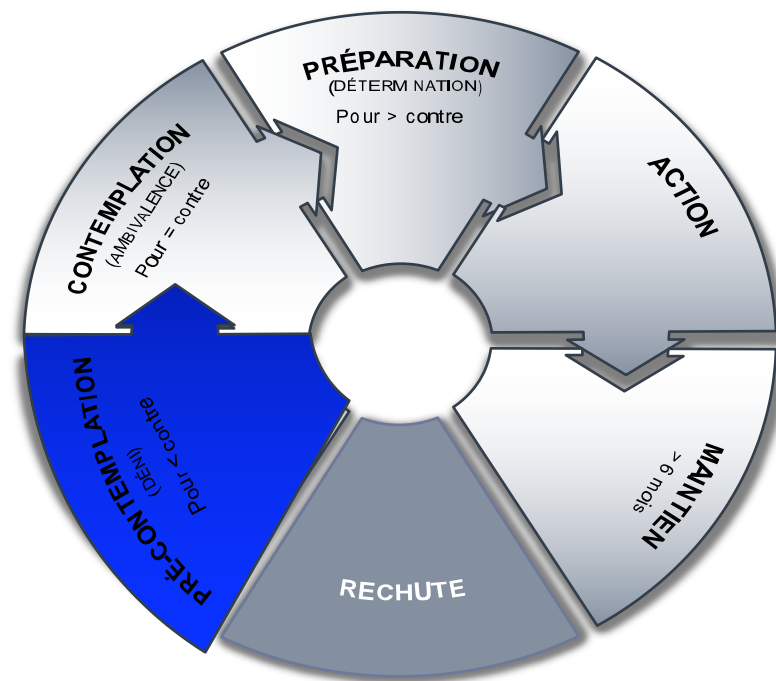 PRÉPARATION
(DÉTERM NATION)
Pour > contre
ACTION
MAINTIEN
> 6 mois
RECHUTE
PRÉ-CONTEMPLATION
(DÉNI)
Pour < contre
CONTEMPLATION
(AMBIVALENCE)
Pour = contre